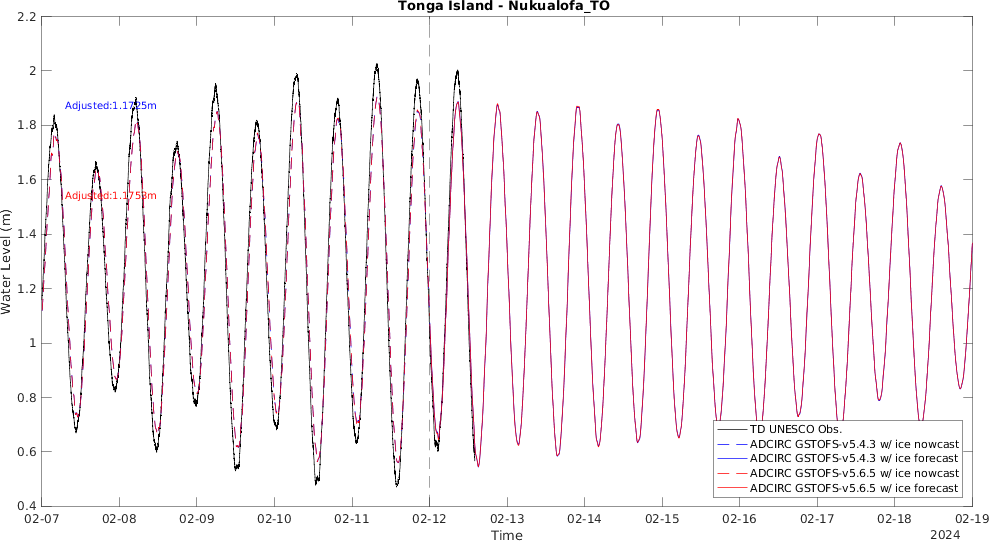 Tonga Island - Nukualofa_TO
2.2
2
1.8
1.6
1.4
1.2
1
0.8
0.6
0.4
Water Level (m)
Adjusted:1.1725m
Adjusted:1.1753m
TD UNESCO Obs.
ADCIRC GSTOFS-v5.4.3 w/ ice nowcast
ADCIRC GSTOFS-v5.4.3 w/ ice forecast
ADCIRC GSTOFS-v5.6.5 w/ ice nowcast
ADCIRC GSTOFS-v5.6.5 w/ ice forecast
02-07 02-08 02-09 02-10 02-11 02-12 02-13 02-14 02-15 02-16 02-17 02-18 02-19
Time
2024